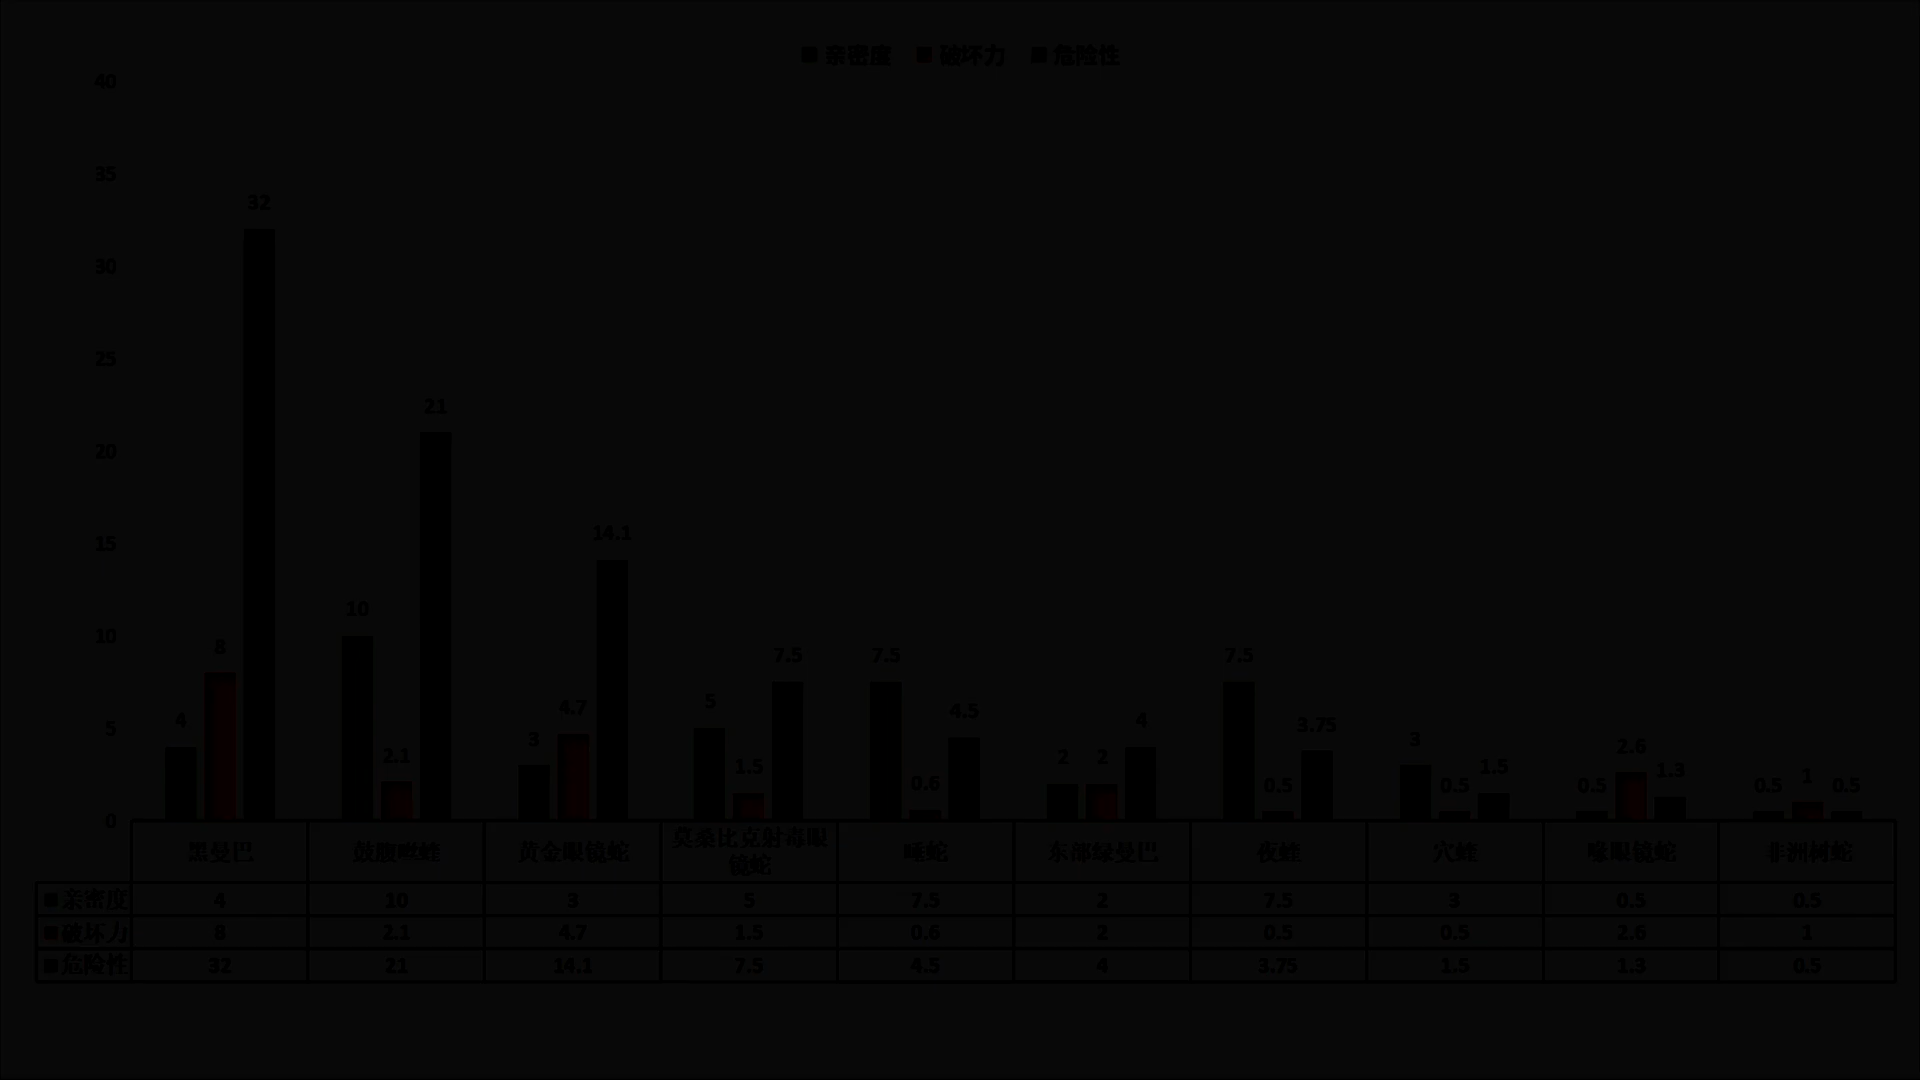 亲密度 破坏力 危险性
40
35
30
25
20
15
10
5
0
4 8 32
10 2.1 21
3 4.7 14.1
5 1.5 7.5
7.5 0.6 4.5
2 2 4
7.5 0.5 3.75
3 0.5 1.5
0.5 2.6 1.3
0.5 1 0.5
黑曼巴 鼓腹咝蝰 黄金眼镜蛇 莫桑比克射毒眼 唾蛇 东部绿曼巴 夜蝰 穴蝰 喙眼镜蛇 非洲树蛇
镜蛇
亲密度 4 10 3 5 7.5 2 7.5 3 0.5 0.5
破坏力 8 2.1 4.7 1.5 0.6 2 0.5 0.5 2.6 1
危险性 32 21 14.1 7.5 4.5 4 3.75 1.5 1.3 0.5